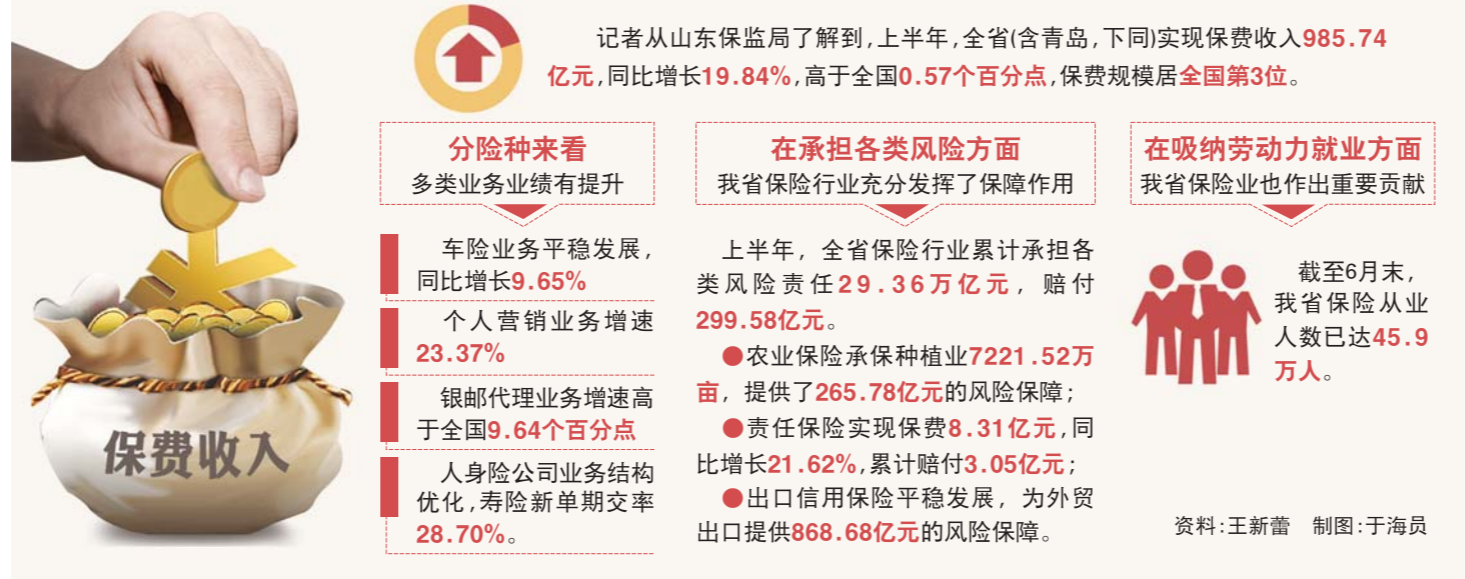 记者从山东保监局了解到,上半年,全省(含青岛,下同)实现保费收入985.74
亿元,同比增长19.84%,高于全国0.57个百分点,保费规模居全国第3位。
分险种来看
多类业务业绩有提升
车险业务平稳发展,
同比增长9.65%
个人营销业务增速
23.37%
银邮代理业务增速高
于全国9.64个百分点
人身险公司业务结构
优化,寿险新单期交率
28.70%。
在承担各类风险方面
我省保险行业充分发挥了保障作用
上半年，全省保险行业累计承担各
类风险责任29.36万亿元，赔付
299.58亿元。
●农业保险承保种植业7221.52万
亩，提供了265.78亿元的风险保障；
●责任保险实现保费8.31亿元,同
比增长21.62%,累计赔付3.05亿元；
●出口信用保险平稳发展，为外贸
出口提供868.68亿元的风险保障。
在吸纳劳动力就业方面
我省保险业也作出重要贡献
截至6月末，
我省保险从业
人数已达45.9
万人。
保费收入
资料:王新蕾 制图:于海员